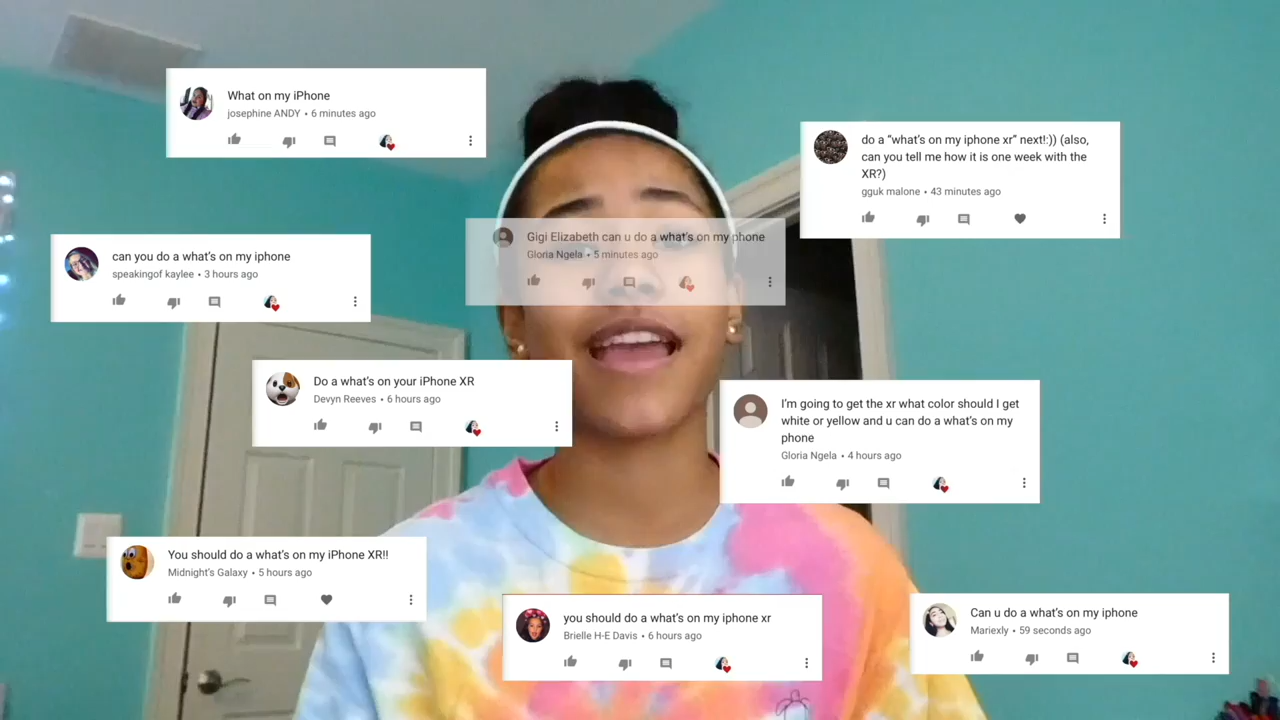 What on my iPhone
josephine ANDY • 6 minutes ago
do a “what’s on my iphone xr” next!:)) (also,
can you tell me how it is one week with the
XR?)
gguk malone • 43 minutes ago
Gigi Elizabeth can u do a what’s on my phone
Gloria Ngela • 5 minutes ago
can you do a what’s on my iphone
speakingof kaylee • 3 hours ago
Do a what’s on your iPhone XR
Devyn Reeves • 6 hours ago
I’m going to get the xr what color should I get
white or yellow and u can do a what’s on my
phone
Gloria Ngela • 4 hours ago
You should do a what’s on my iPhone XR!!
Midnight’s Galaxy • 5 hours ago
you should do a what’s on my iphone xr
Brielle H-E Davis • 6 hours ago
Can u do a what’s on my iphone
Mariexly • 59 seconds ago